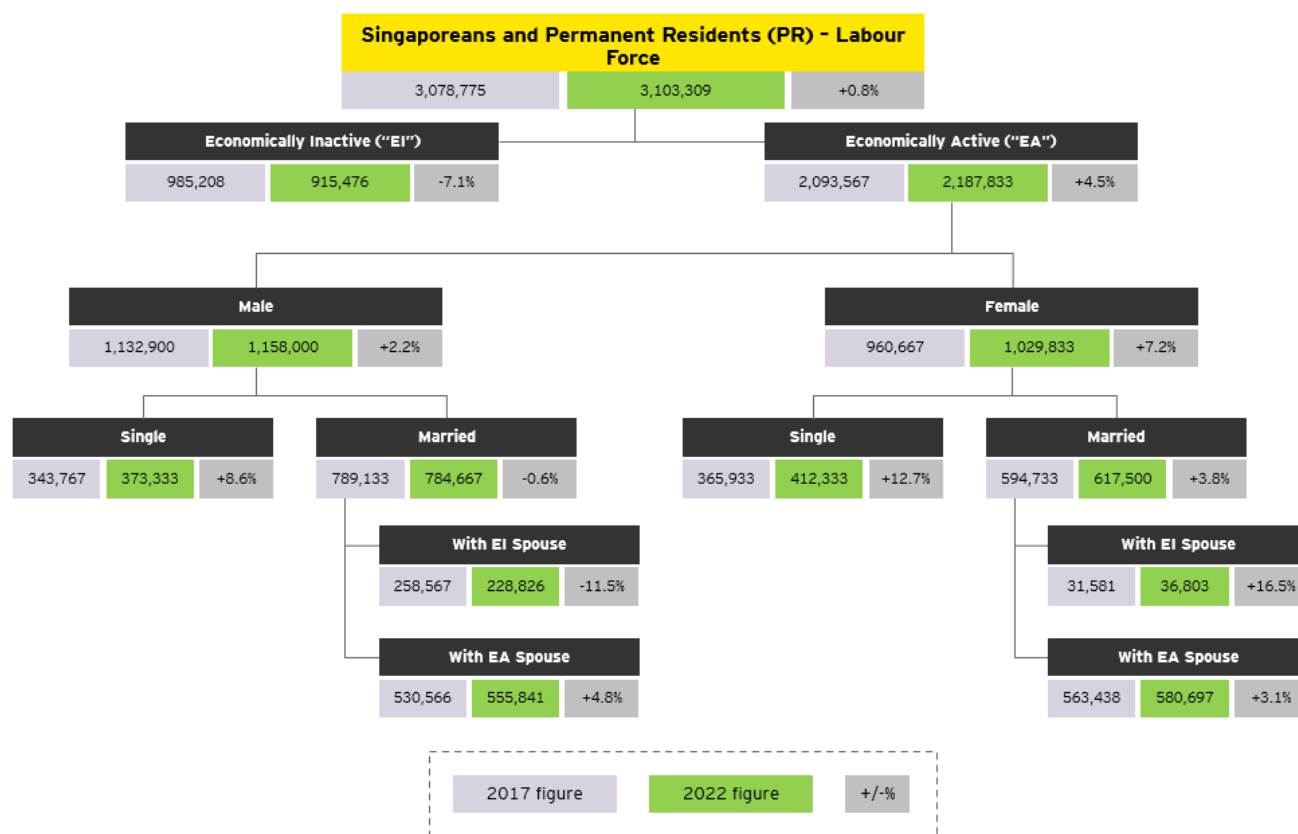 Singaporeans and Permanent Residents (PR) - Labour
Force
3,078,775 3,103,309 +0.8%
Economically Inactive (“EI”) Economically Active (“EA”)
985,208 915,476 -7.1% 2,093,567 2,187,833 +4.5%
Male Female
1,132,900 1,158,000 +2.2% 960,667 1,029,833 +7.2%
Single Married Single Married
343,767 373,333 +8.6% 789,133 784,667 -0.6% 365,933 412,333 +12.7% 594,733 617,500 +3.8%
With EI Spouse With EI Spouse
258,567 228,826 -11.5% 31,581 36,803 +16.5%
With EA Spouse With EA Spouse
530,566 555,841 +4.8% 563,438 580,697 +3.1%
2017 figure 2022 figure +/-%